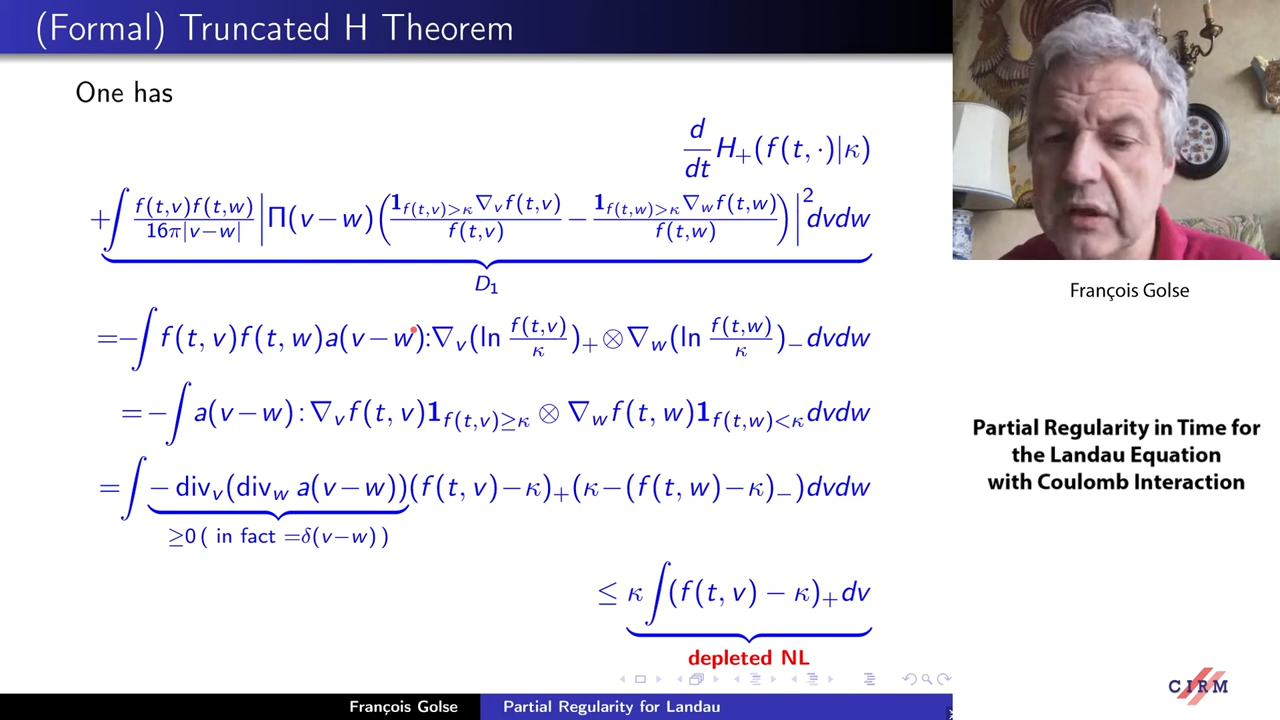 (Formal) Truncated H Theorem
One has
d/dt H₊(f(t,·)|κ)
+∫ f(t,v)f(t,w)/16π|v−w| |Π(v−w)(𝟏_{f(t,v)>κ}∇_v f(t,v)/f(t,v) − 𝟏_{f(t,w)>κ}∇_w f(t,w)/f(t,w))|² dvdw
D₁
=−∫ f(t,v)f(t,w)a(v−w):∇_v(ln f(t,v)/κ)₊⊗∇_w(ln f(t,w)/κ)₋dvdw
=−∫ a(v−w):∇_v f(t,v)𝟏_{f(t,v)≥κ} ⊗ ∇_w f(t,w)𝟏_{f(t,w)<κ}dvdw
=∫ −div_v(div_w a(v−w))(f(t,v)−κ)₊(κ−(f(t,w)−κ)₋)dvdw
≥0 ( in fact =δ(v−w) )
≤ κ∫(f(t,v) − κ)₊dv
depleted NL
François Golse
Partial Regularity for Landau
François Golse
Partial Regularity in Time for
the Landau Equation
with Coulomb Interaction
CIRM